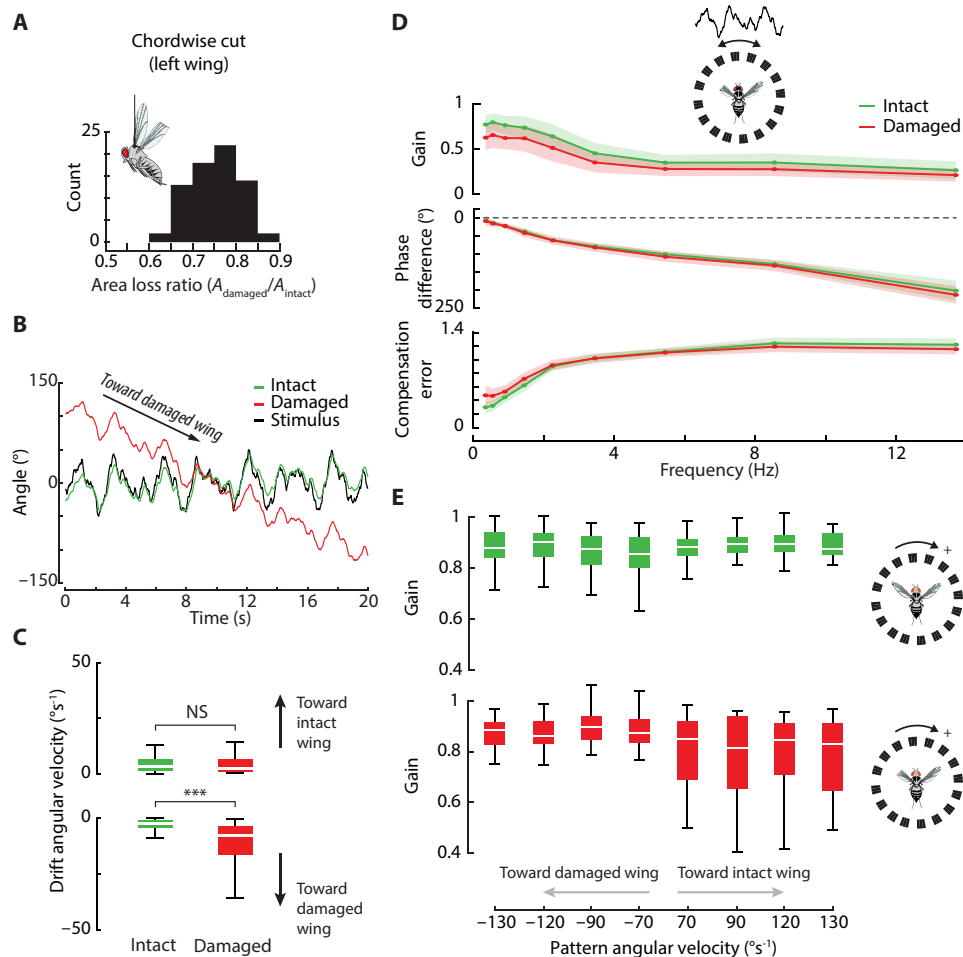 A
Chordwise cut
(left wing)
25
Count
0
0.5 0.6 0.7 0.8 0.9
Area loss ratio (Adamaged/Aintact)
B
150
Angle (°)
0
−150
Toward damaged wing
Intact
Damaged
Stimulus
0 4 8 12 16 20
Time (s)
C
50
Drift angular velocity (°s⁻¹)
0
NS
Toward
intact
wing
0
***
−50
Toward
damaged
wing
Intact Damaged
D
Intact
Damaged
1
Gain
0.5
0
0
Phase
difference (°)
250
1.4
Compensation
error
0
0 4 8 12
Frequency (Hz)
E
1
Gain
0.8
0.6
0.4
+
1
Gain
0.8
0.6
0.4
+
Toward damaged wing Toward intact wing
−130 −120 −90 −70 70 90 120 130
Pattern angular velocity (°s⁻¹)